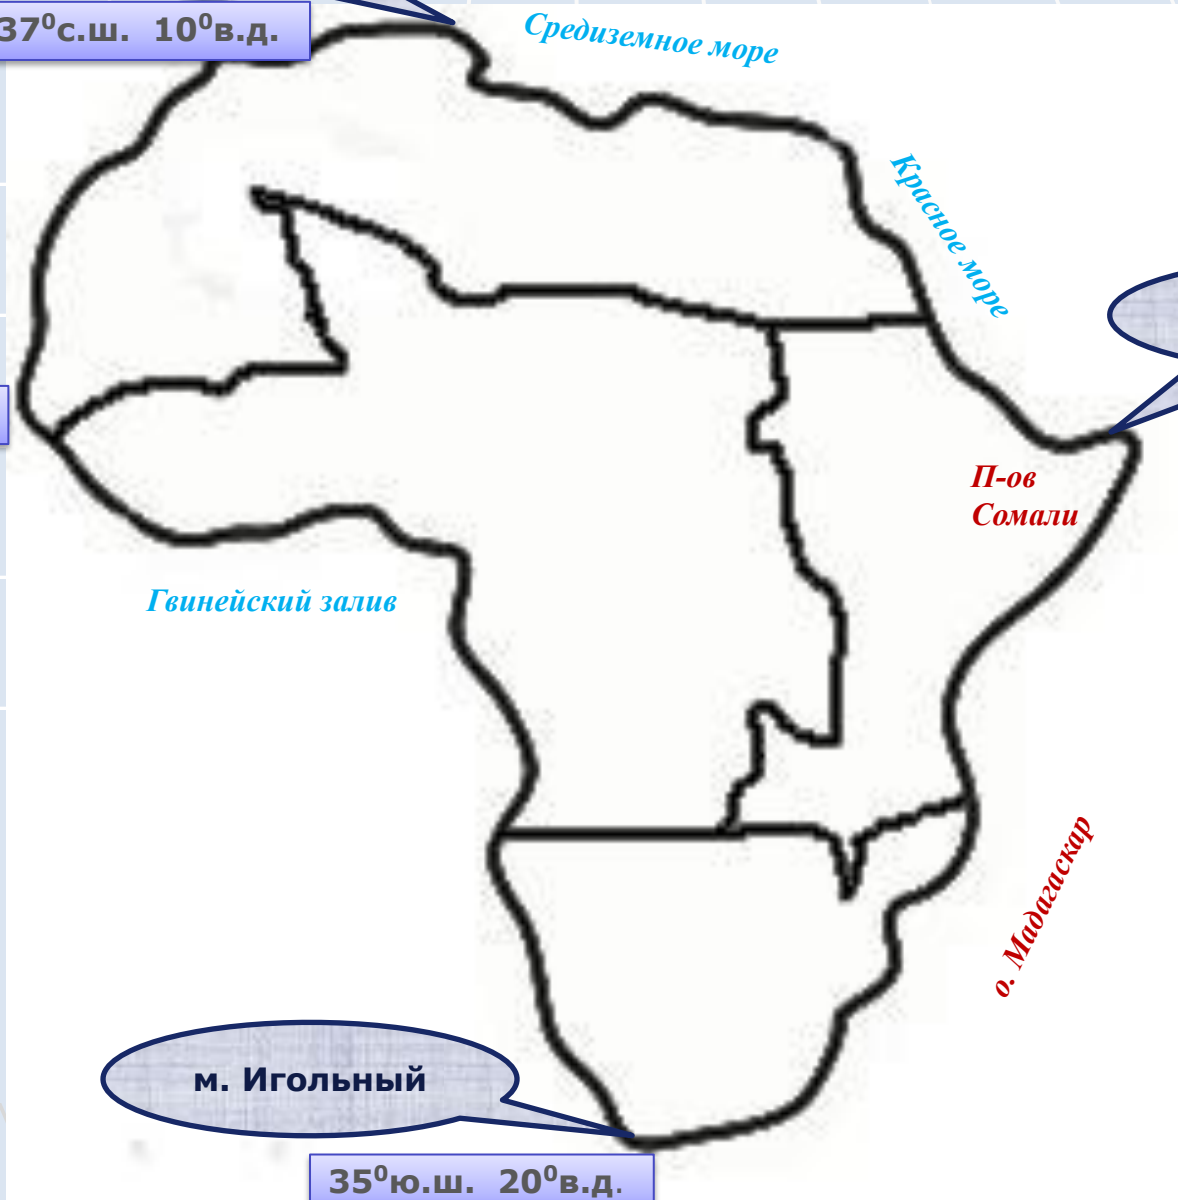 37⁰с.ш. 10⁰в.д.
Средиземное море
Красное море
П-ов
Сомали
Гвинейский залив
о. Мадагаскар
м. Игольный
35⁰ю.ш. 20⁰в.д.